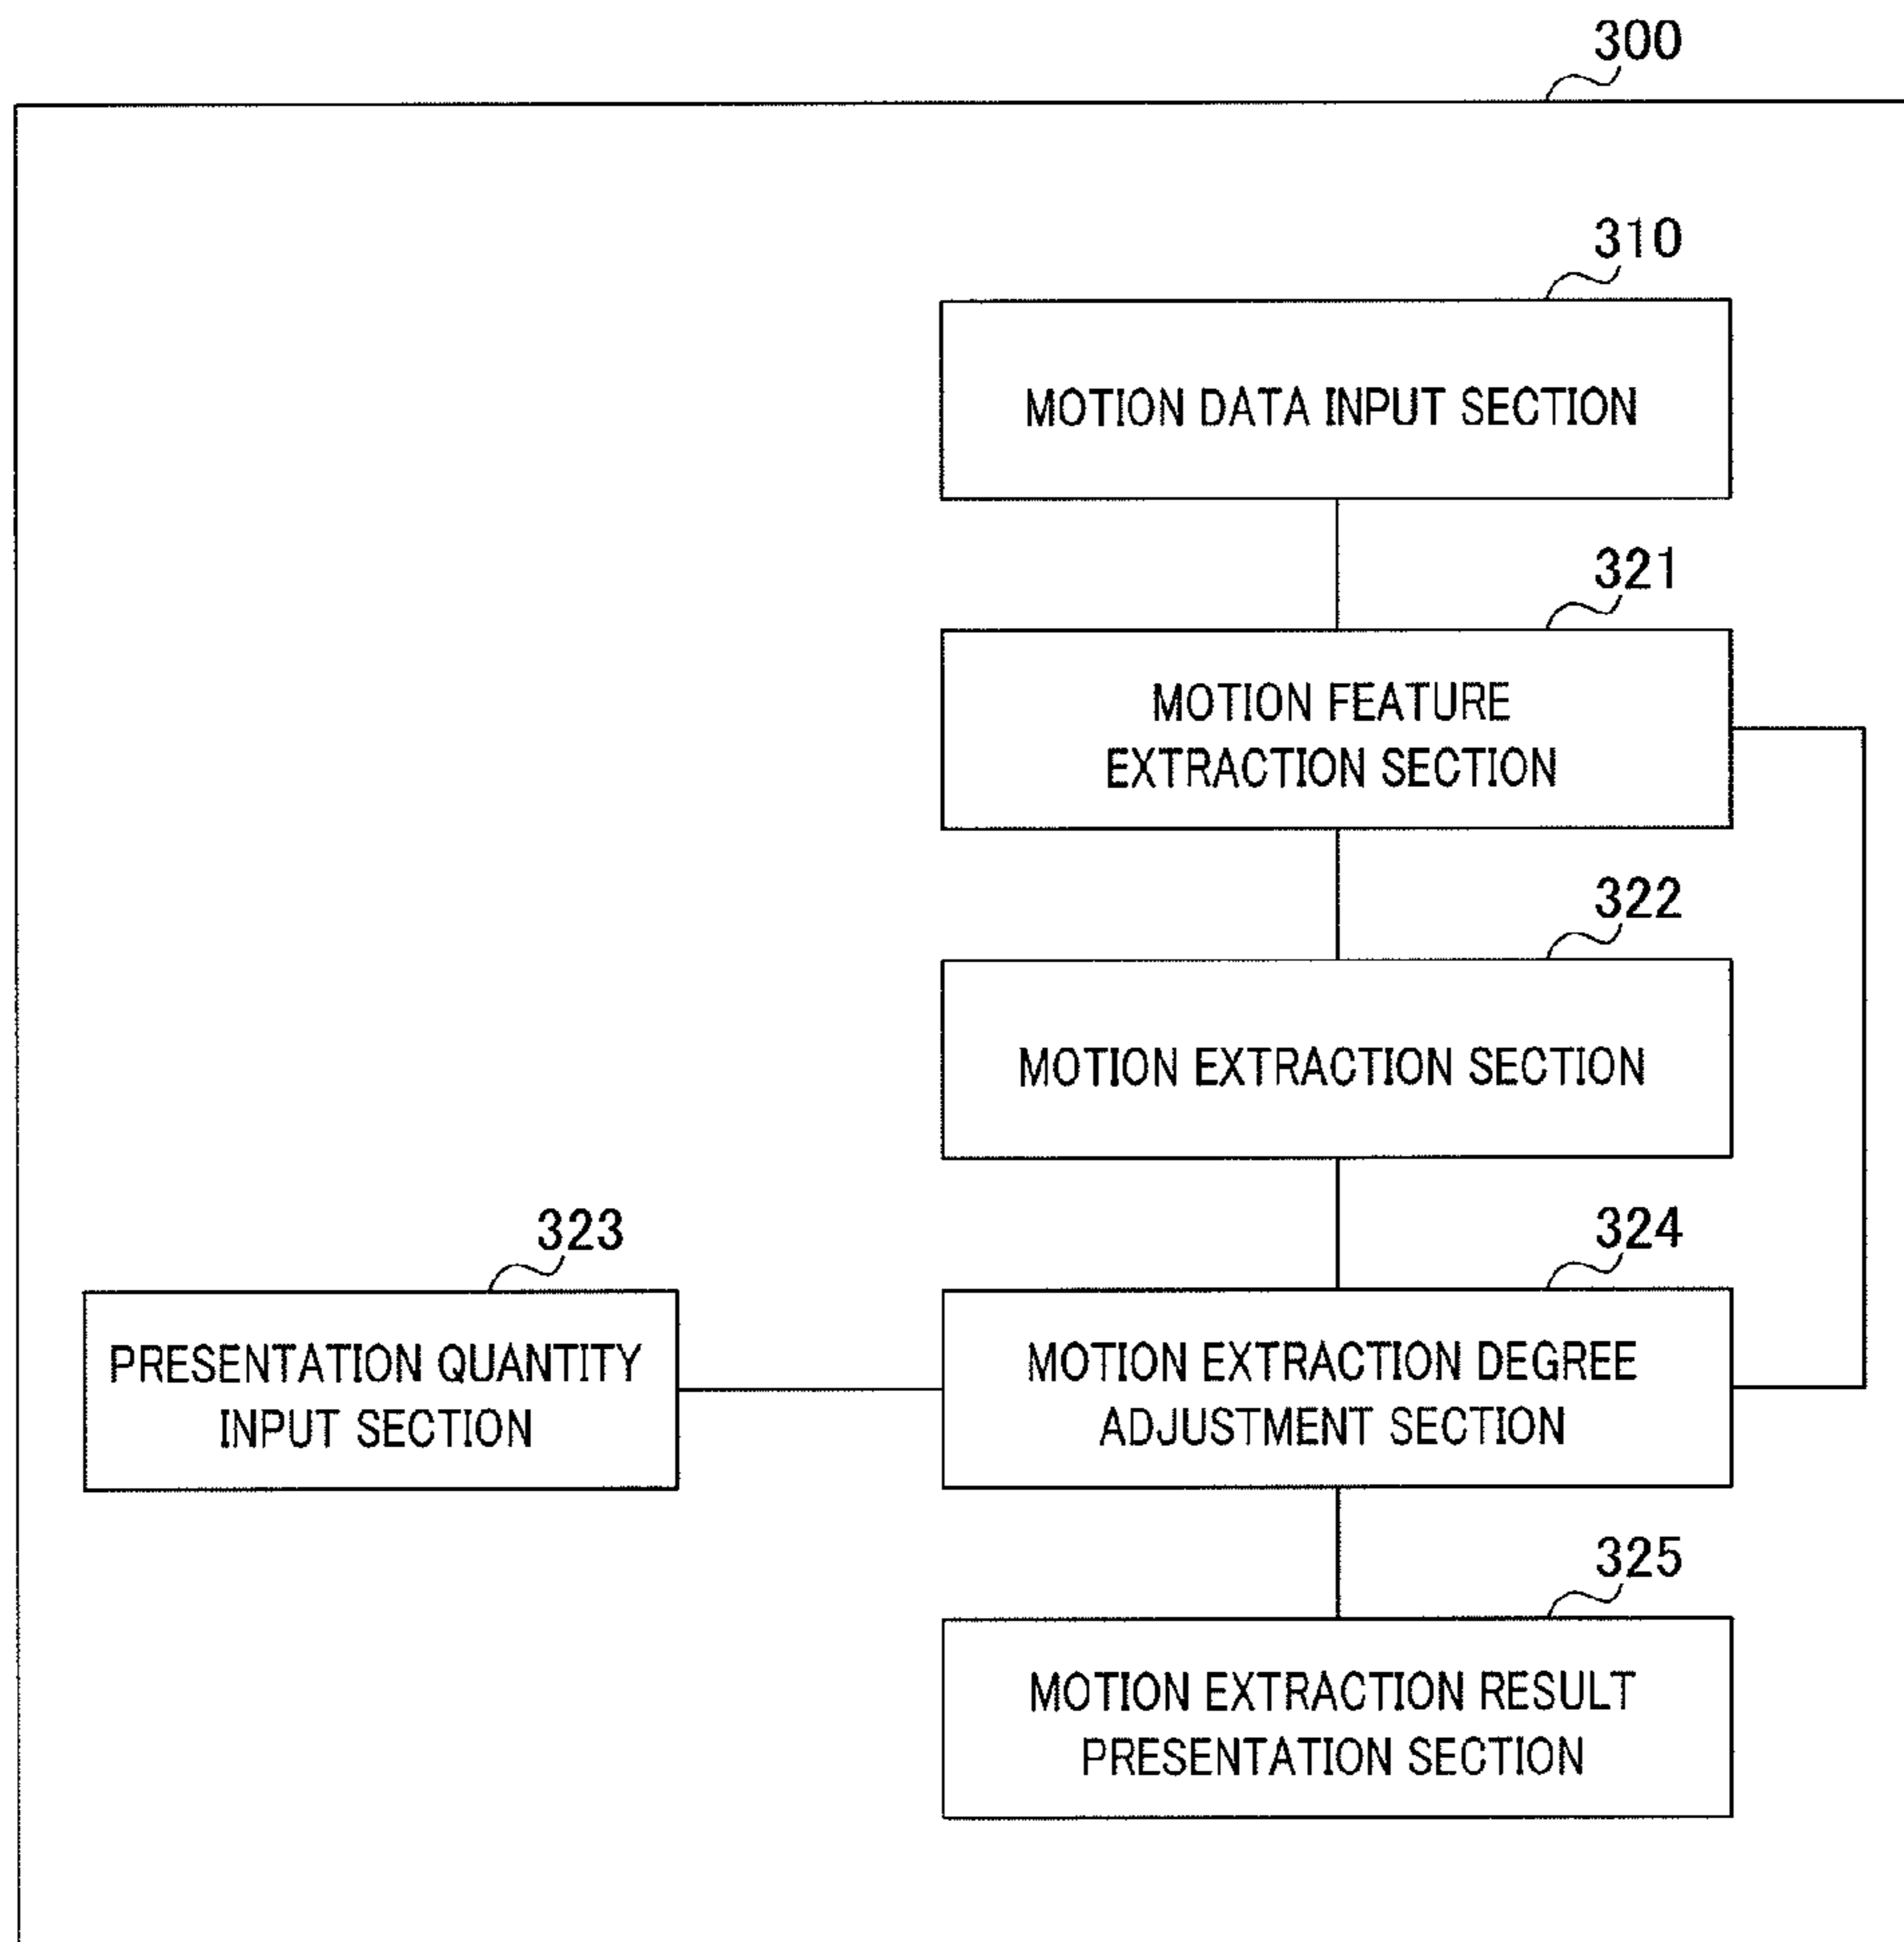 300
310
MOTION DATA INPUT SECTION
321
MOTION FEATURE
EXTRACTION SECTION
322
MOTION EXTRACTION SECTION
323
PRESENTATION QUANTITY
INPUT SECTION
324
MOTION EXTRACTION DEGREE
ADJUSTMENT SECTION
325
MOTION EXTRACTION RESULT
PRESENTATION SECTION